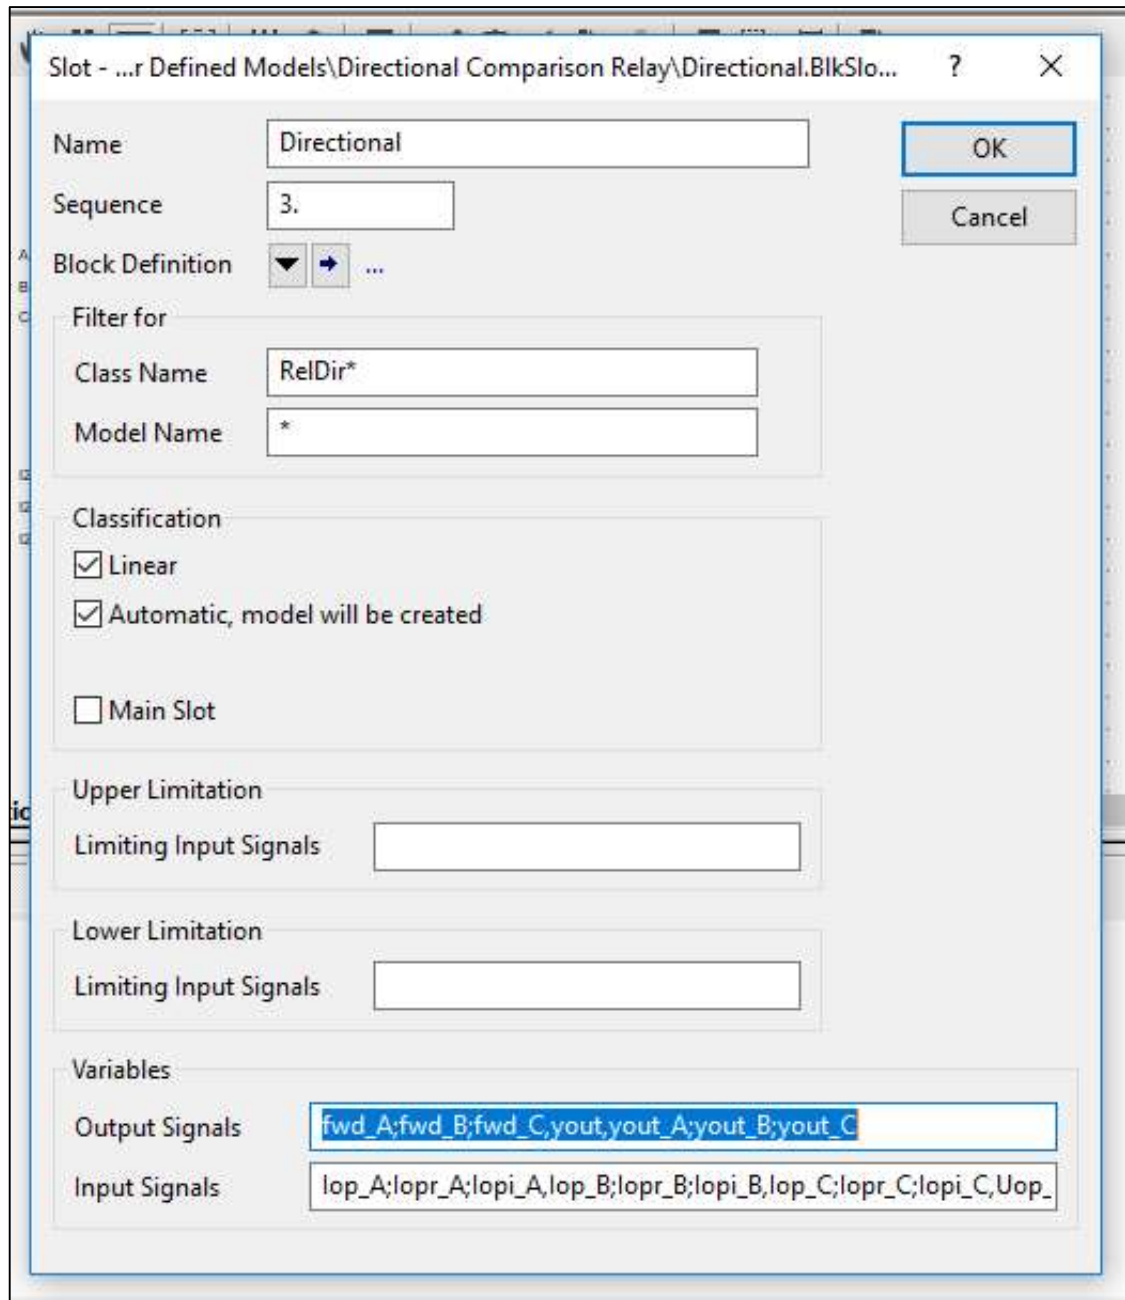 Slot - ...r Defined Models\Directional Comparison Relay\Directional.BlkSlo... ?
Name Directional OK
Sequence 3. Cancel
Block Definition ...
Filter for
Class Name RelDir*
Model Name *
Classification
Linear
Automatic, model will be created
Main Slot
Upper Limitation
Limiting Input Signals
Lower Limitation
Limiting Input Signals
Variables
Output Signals fwd_A;fwd_B;fwd_C,yout,yout_A;yout_B;yout_C
Input Signals Iop_A;Iopr_A;Iopi_A,Iop_B;Iopr_B;Iopi_B,Iop_C;Iopr_C;Iopi_C,Uop_